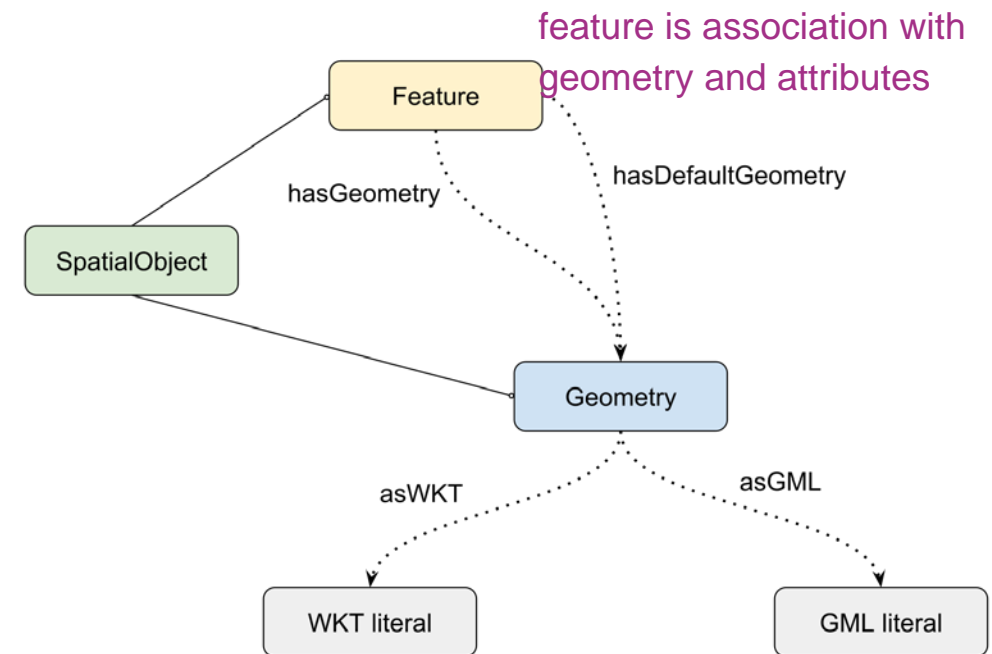 feature is association with
geometry and attributes
Feature
hasDefaultGeometry
hasGeometry
SpatialObject
Geometry
asGML
asWKT
WKT literal
GML literal